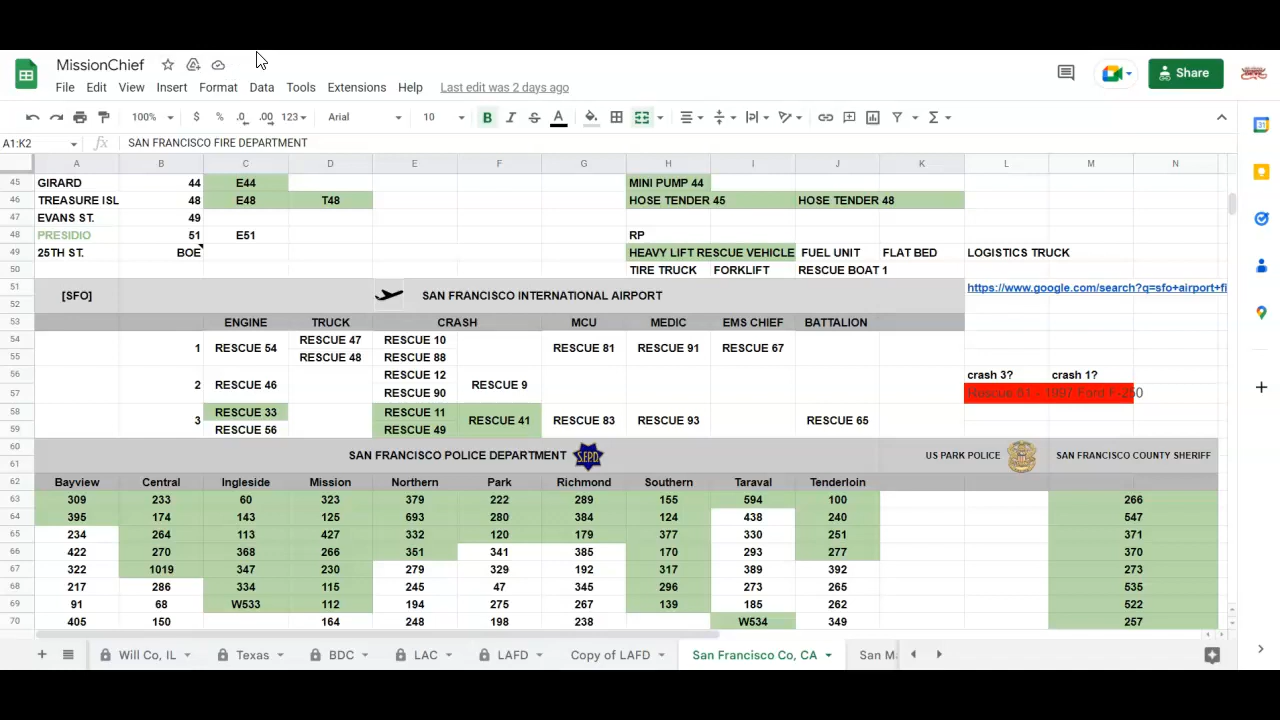 MissionChief
File Edit View Insert Format Data Tools Extensions Help Last edit was 2 days ago
Share
100% $ % .0 .00 123 Arial 10 B I S A
A1:K2 fx SAN FRANCISCO FIRE DEPARTMENT
A B C D E F G H I J K L M N
45 GIRARD 44 E44 MINI PUMP 44
46 TREASURE ISL 48 E48 T48 HOSE TENDER 45 HOSE TENDER 48
47 EVANS ST. 49
48 PRESIDIO 51 E51 RP
49 25TH ST. BOE HEAVY LIFT RESCUE VEHICLE FUEL UNIT FLAT BED LOGISTICS TRUCK
50 TIRE TRUCK FORKLIFT RESCUE BOAT 1
51 [SFO] SAN FRANCISCO INTERNATIONAL AIRPORT https://www.google.com/search?q=sfo+airport+fi
52
53 ENGINE TRUCK CRASH MCU MEDIC EMS CHIEF BATTALION
54 1 RESCUE 54 RESCUE 47 RESCUE 10 RESCUE 81 RESCUE 91 RESCUE 67
55 RESCUE 48 RESCUE 88
56 2 RESCUE 46 RESCUE 12 RESCUE 9 crash 3? crash 1?
57 RESCUE 90 Rescue 61 - 1997 Ford F-250
58 3 RESCUE 33 RESCUE 11 RESCUE 41 RESCUE 83 RESCUE 93 RESCUE 65
59 RESCUE 56 RESCUE 49
60 SAN FRANCISCO POLICE DEPARTMENT S.F.P.D. US PARK POLICE SAN FRANCISCO COUNTY SHERIFF
61
62 Bayview Central Ingleside Mission Northern Park Richmond Southern Taraval Tenderloin
63 309 233 60 323 379 222 289 155 594 100 266
64 395 174 143 125 693 280 384 124 438 240 547
65 234 264 113 427 332 120 179 377 330 251 371
66 422 270 368 266 351 341 385 170 293 277 370
67 322 1019 347 230 279 329 192 317 389 392 273
68 217 286 334 115 245 47 345 296 273 265 535
69 91 68 W533 112 194 275 267 139 185 262 522
70 405 150 164 248 198 238 W534 349 257
Will Co, IL Texas BDC LAC LAFD Copy of LAFD San Francisco Co, CA San Ma